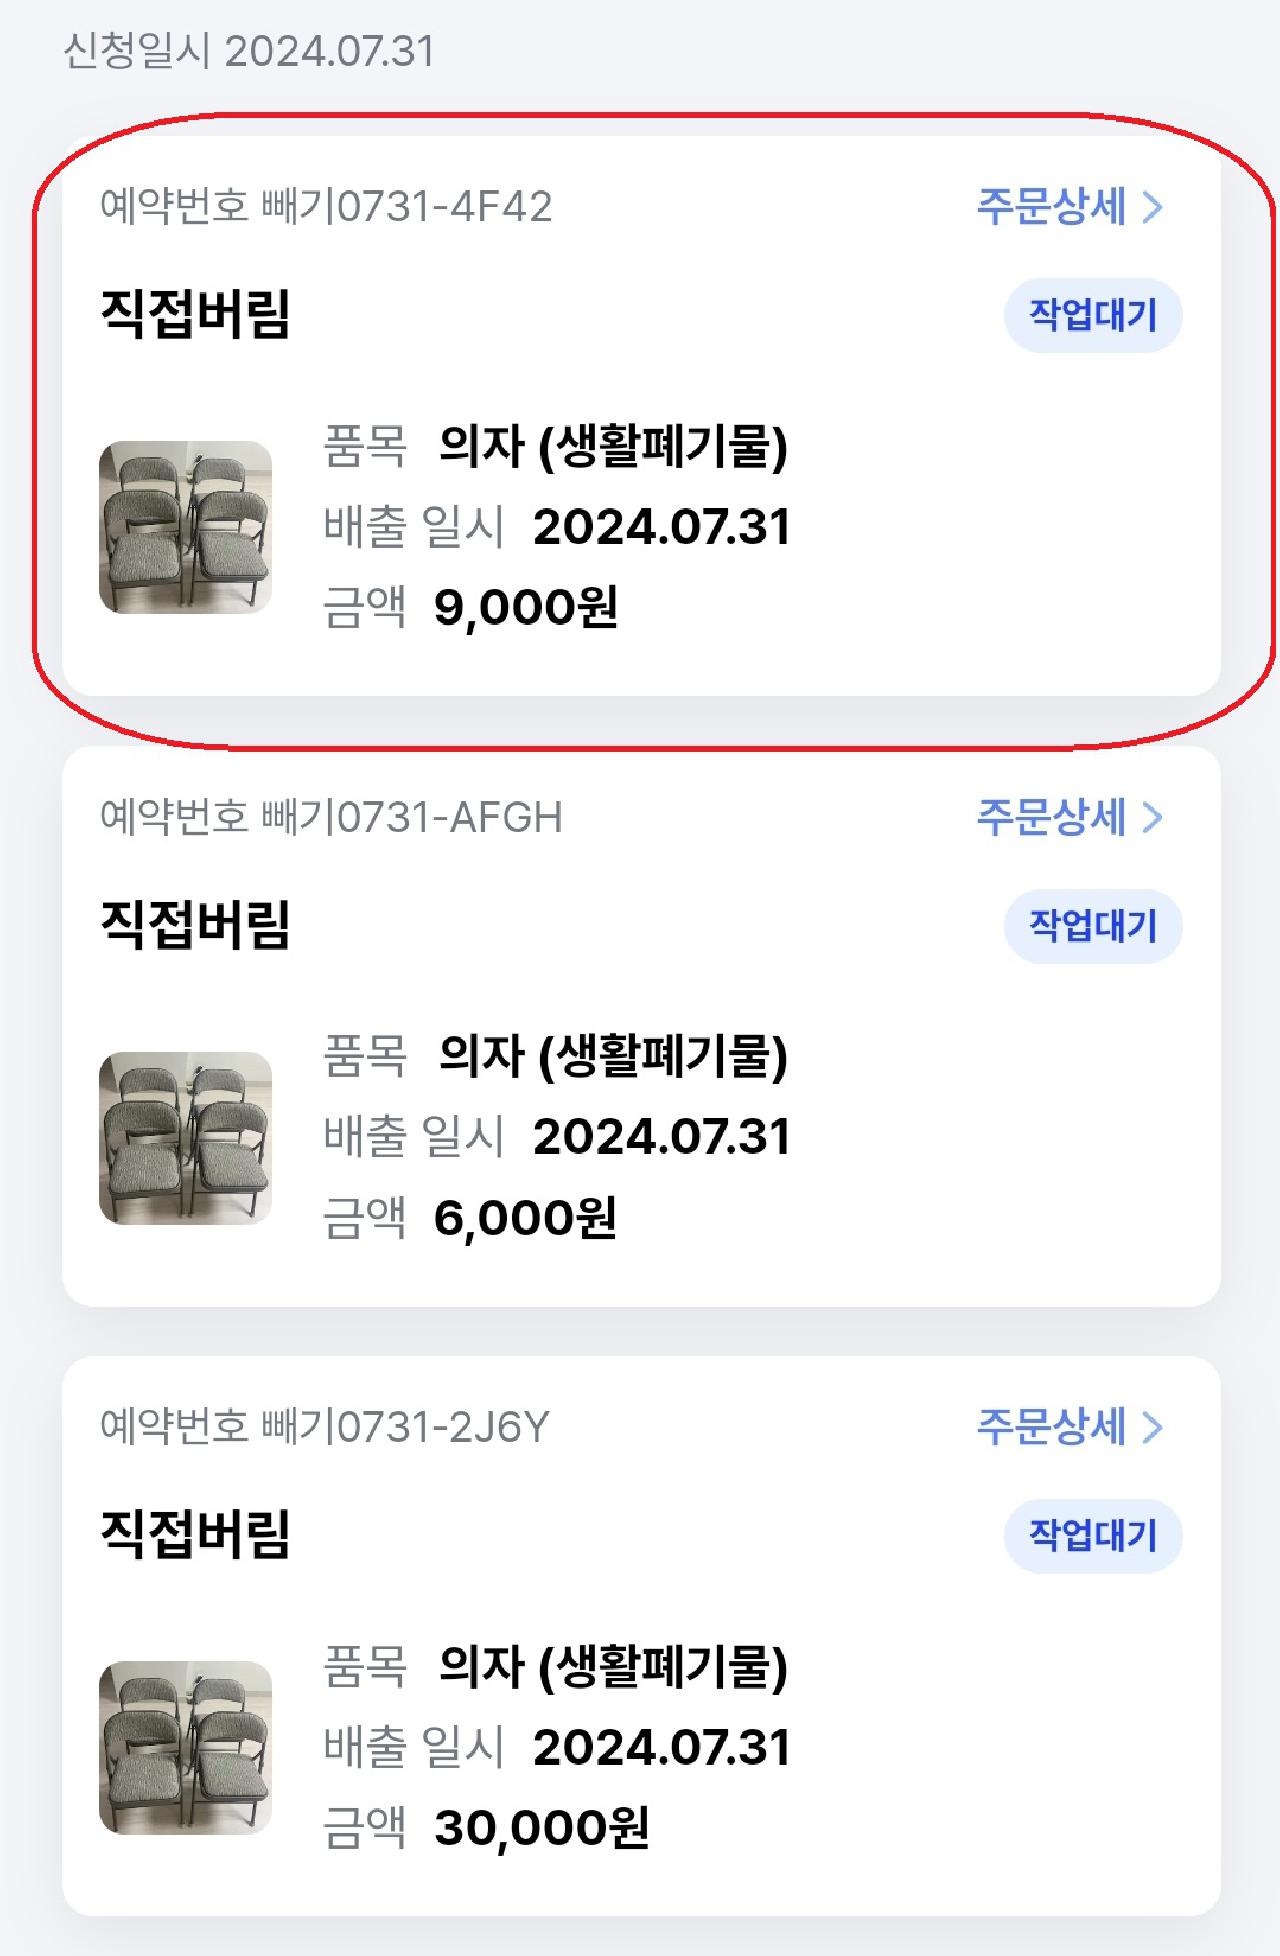 신청일시 2024.07.31
예약번호 빼기0731-4F42
주문상세 >
직접버림
작업대기
품목 의자 (생활폐기물)
배출 일시 2024.07.31
금액 9,000원
예약번호 빼기0731-AFGH
주문상세 >
직접버림
작업대기
품목 의자 (생활폐기물)
배출 일시 2024.07.31
금액 6,000원
예약번호 빼기0731-2J6Y
주문상세 >
직접버림
작업대기
품목 의자 (생활폐기물)
배출 일시 2024.07.31
금액 30,000원